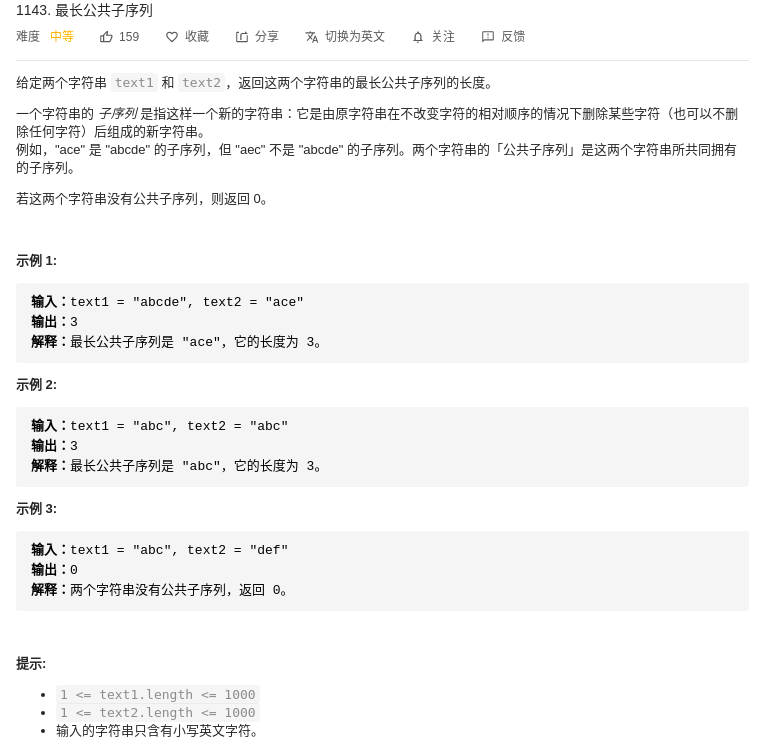 1143. 最长公共子序列
难度 中等 159 收藏 分享 切换为英文 关注 反馈
给定两个字符串 text1 和 text2，返回这两个字符串的最长公共子序列的长度。
一个字符串的 子序列 是指这样一个新的字符串：它是由原字符串在不改变字符的相对顺序的情况下删除某些字符（也可以不删
除任何字符）后组成的新字符串。
例如，"ace" 是 "abcde" 的子序列，但 "aec" 不是 "abcde" 的子序列。两个字符串的「公共子序列」是这两个字符串所共同拥有
的子序列。
若这两个字符串没有公共子序列，则返回 0。
示例 1:
输入：text1 = "abcde", text2 = "ace"
输出：3
解释：最长公共子序列是 "ace"，它的长度为 3。
示例 2:
输入：text1 = "abc", text2 = "abc"
输出：3
解释：最长公共子序列是 "abc"，它的长度为 3。
示例 3:
输入：text1 = "abc", text2 = "def"
输出：0
解释：两个字符串没有公共子序列，返回 0。
提示:
• 1 <= text1.length <= 1000
• 1 <= text2.length <= 1000
• 输入的字符串只含有小写英文字符。